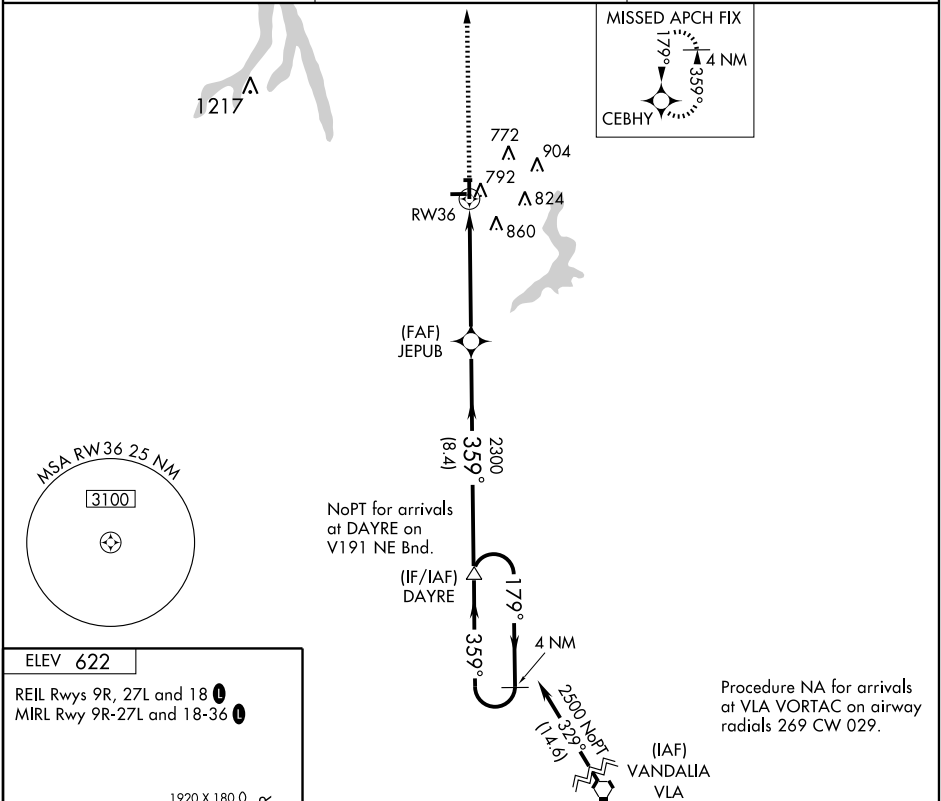 MISSED APCH FIX
179°
4 NM
359°
CEBHY
1217
772
904
792
824
RW36
860
(FAF)
JEPUB
2300
359°
(8.4)
MSA RW36 25 NM
3100
NoPT for arrivals
at DAYRE on
V191 NE Bnd.
(IF/IAF)
DAYRE
179°
359°
4 NM
2500 NoPT
329°
(14.6)
Procedure NA for arrivals
at VLA VORTAC on airway
radials 269 CW 029.
(IAF)
VANDALIA
VLA
ELEV 622
REIL Rwys 9R, 27L and 18 L
MIRL Rwy 9R-27L and 18-36 L
1920 X 180